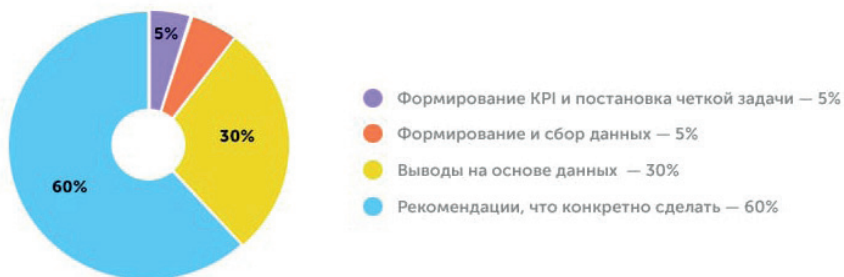 5%
30%
60%
Формирование KPI и постановка четкой задачи — 5%
Формирование и сбор данных — 5%
Выводы на основе данных — 30%
Рекомендации, что конкретно сделать — 60%